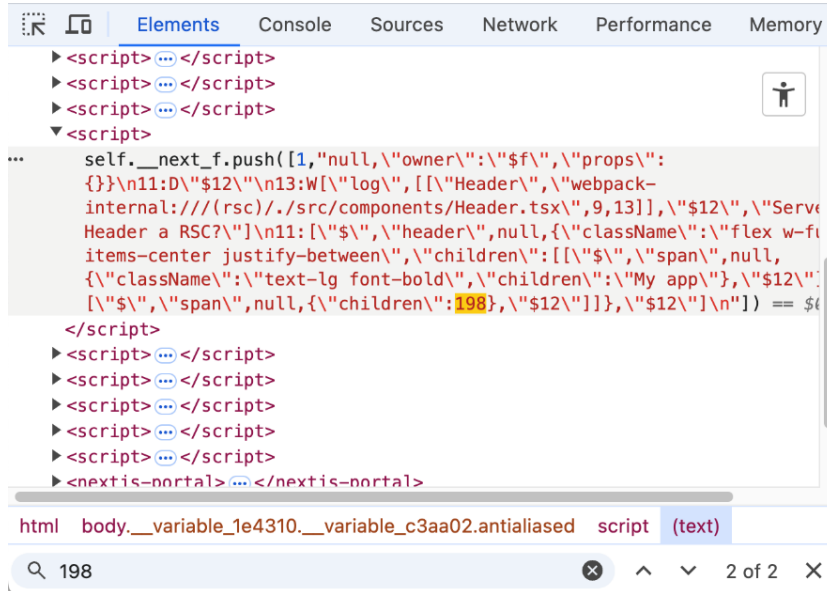 Elements Console Sources Network Performance Memory
<script> ··· </script>
<script> ··· </script>
<script> ··· </script>
<script>
··· self.__next_f.push([1,"null,\"owner\":\"$f\",\"props\":
{}}\n11:D\"$12\"\n13:W[\"log\",[[\"Header\",\"webpack-
internal:///(rsc)/./src/components/Header.tsx\",9,13]],\"$12\",\"Serve
Header a RSC?\"]\n11:[\"$\",\"header\",null,{\"className\":\"flex w-fu
items-center justify-between\",\"children\":[[\"$\",\"span\",null,
{\"className\":\"text-lg font-bold\",\"children\":\"My app\"},\"$12\"]
[\"$\",\"span\",null,{\"children\":198},\"$12\"]]},\"$12\"]\n"]) == $0
</script>
<script> ··· </script>
<script> ··· </script>
<script> ··· </script>
<script> ··· </script>
<script> ··· </script>
<nextjs-portal> ··· </nextjs-portal>
html body.__variable_1e4310.__variable_c3aa02.antialiased script (text)
198 2 of 2